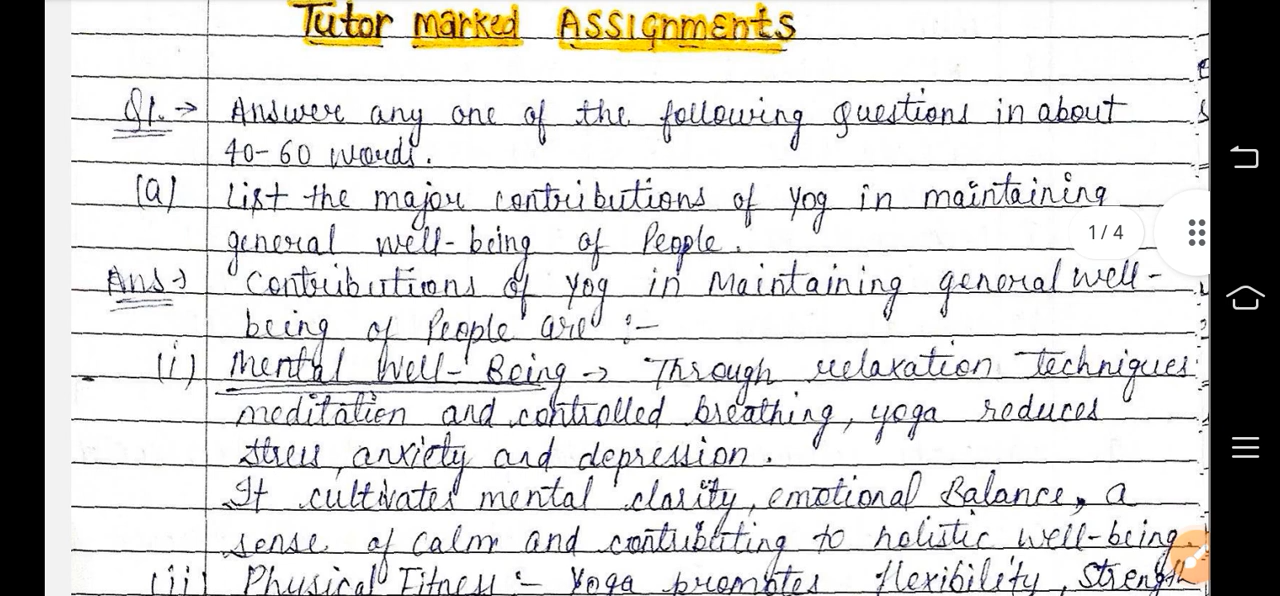 Tutor marked Assignments
Q1.→ Answer any one of the following questions in about
40-60 words.
(a) List the major contributions of yog in maintaining
general well-being of People.
Ans→ Contributions of yog in Maintaining general well-
being of People are :-
(i) Mental Well-Being → Through relaxation techniques
meditation and controlled breathing, yoga reduces
stress, anxiety and depression.
It cultivates mental clarity, emotional Balance, a
sense of calm and contributing to holistic well-being.
(ii) Physical Fitness :- Yoga promotes flexibility, Strength
1/4